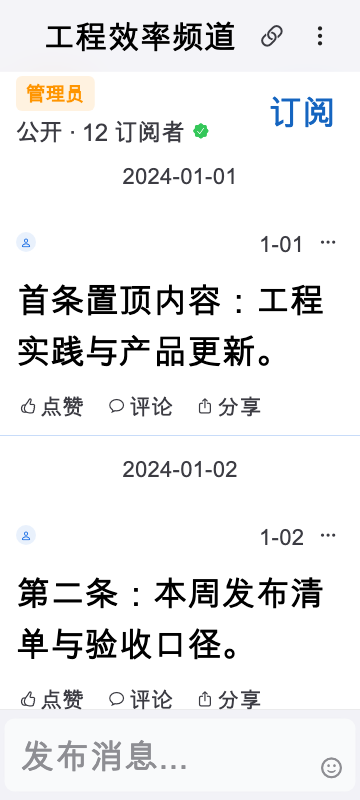 工程效率频道
管理员
公开 · 12 订阅者
订阅
2024-01-01
1-01
首条置顶内容：工程
实践与产品更新。
点赞 评论 分享
2024-01-02
1-02
第二条：本周发布清
单与验收口径。
点赞 评论 分享
发布消息...